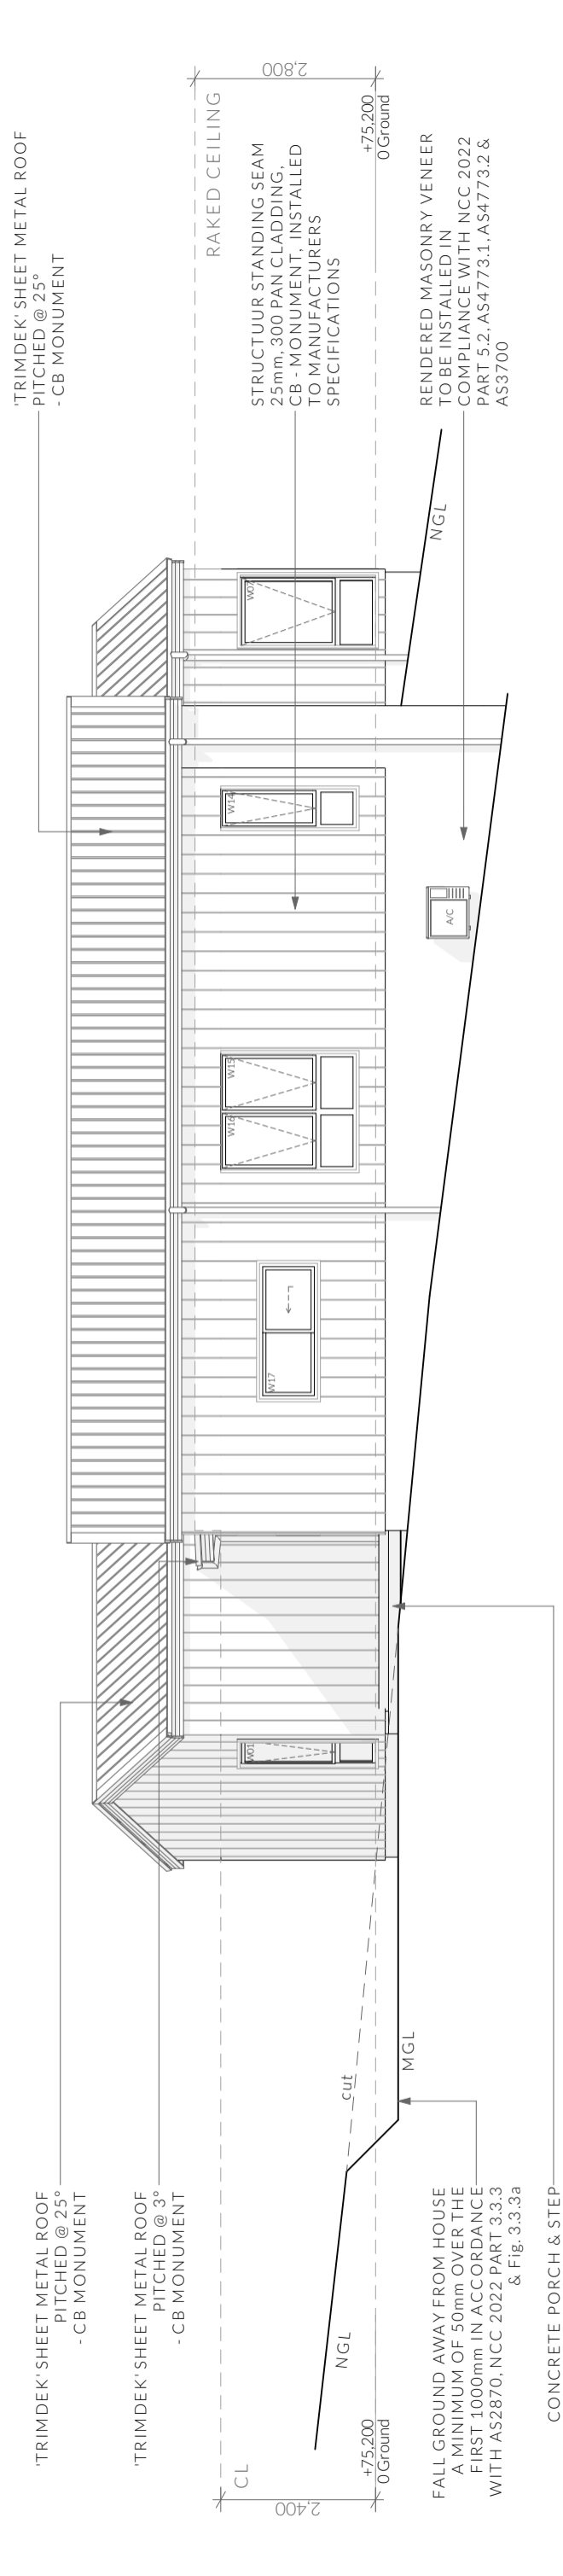 'TRIMDEK' SHEET METAL ROOF
PITCHED @ 25°
- CB MONUMENT
'TRIMDEK' SHEET METAL ROOF
PITCHED @ 3°
- CB MONUMENT
CL
2,400
+75,200
0 Ground
NGL
cut
MGL
FALL GROUND AWAY FROM HOUSE
A MINIMUM OF 50mm OVER THE
FIRST 1000mm IN ACCORDANCE
WITH AS2870, NCC 2022 PART 3.3.3
& Fig. 3.3.3a
CONCRETE PORCH & STEP
W01
W17
W16
W15
W14
W07
A/C
NGL
'TRIMDEK' SHEET METAL ROOF
PITCHED @ 25°
- CB MONUMENT
RAKED CEILING
2,800
STRUCTUUR STANDING SEAM
25mm, 300 PAN CLADDING,
CB - MONUMENT, INSTALLED
TO MANUFACTURERS
SPECIFICATIONS
+75,200
0 Ground
RENDERED MASONRY VENEER
TO BE INSTALLED IN
COMPLIANCE WITH NCC 2022
PART 5.2, AS4773.1, AS4773.2 &
AS3700